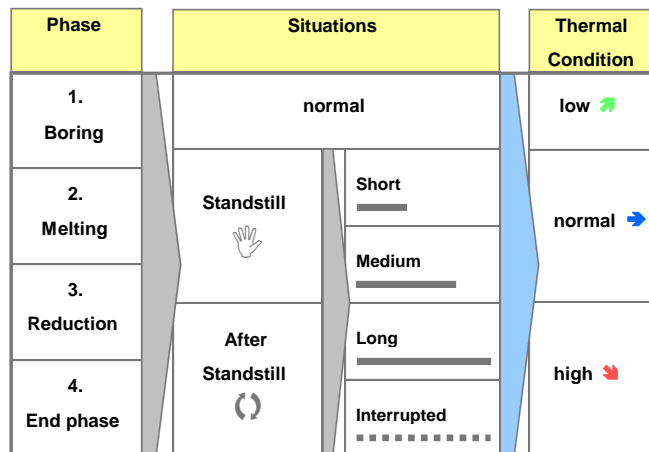 Phase
Situations
Thermal
Condition
1.
Boring
2.
Melting
3.
Reduction
4.
End phase
normal
Standstill
After
Standstill
Short
Medium
Long
Interrupted
low
normal
high